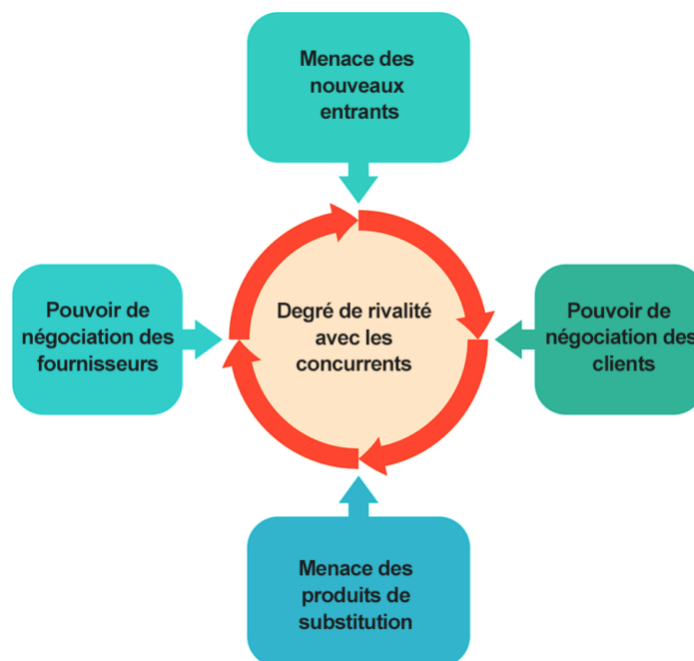 Menace des
nouveaux
entrants
Pouvoir de
négociation des
fournisseurs
Degré de rivalité
avec les
concurrents
Pouvoir de
négociation des
clients
Menace des
produits de
substitution